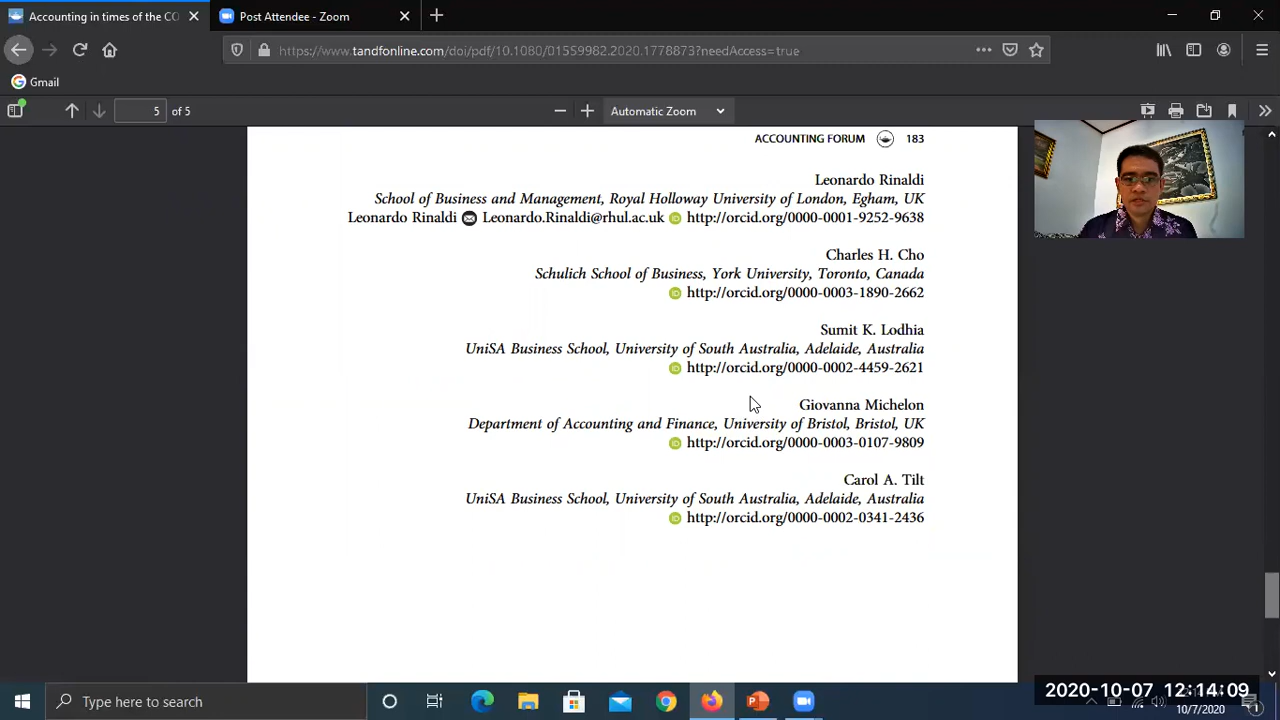 Accounting in times of the CO
Post Attendee - Zoom
https://www.tandfonline.com/doi/pdf/10.1080/01559982.2020.1778873?needAccess=true
Gmail
5 of 5
Automatic Zoom
ACCOUNTING FORUM 183
Leonardo Rinaldi
School of Business and Management, Royal Holloway University of London, Egham, UK
Leonardo Rinaldi Leonardo.Rinaldi@rhul.ac.uk iD http://orcid.org/0000-0001-9252-9638
Charles H. Cho
Schulich School of Business, York University, Toronto, Canada
iD http://orcid.org/0000-0003-1890-2662
Sumit K. Lodhia
UniSA Business School, University of South Australia, Adelaide, Australia
iD http://orcid.org/0000-0002-4459-2621
Giovanna Michelon
Department of Accounting and Finance, University of Bristol, Bristol, UK
iD http://orcid.org/0000-0003-0107-9809
Carol A. Tilt
UniSA Business School, University of South Australia, Adelaide, Australia
iD http://orcid.org/0000-0002-0341-2436
Type here to search
2020-10-07 12:14:09
10/7/2020